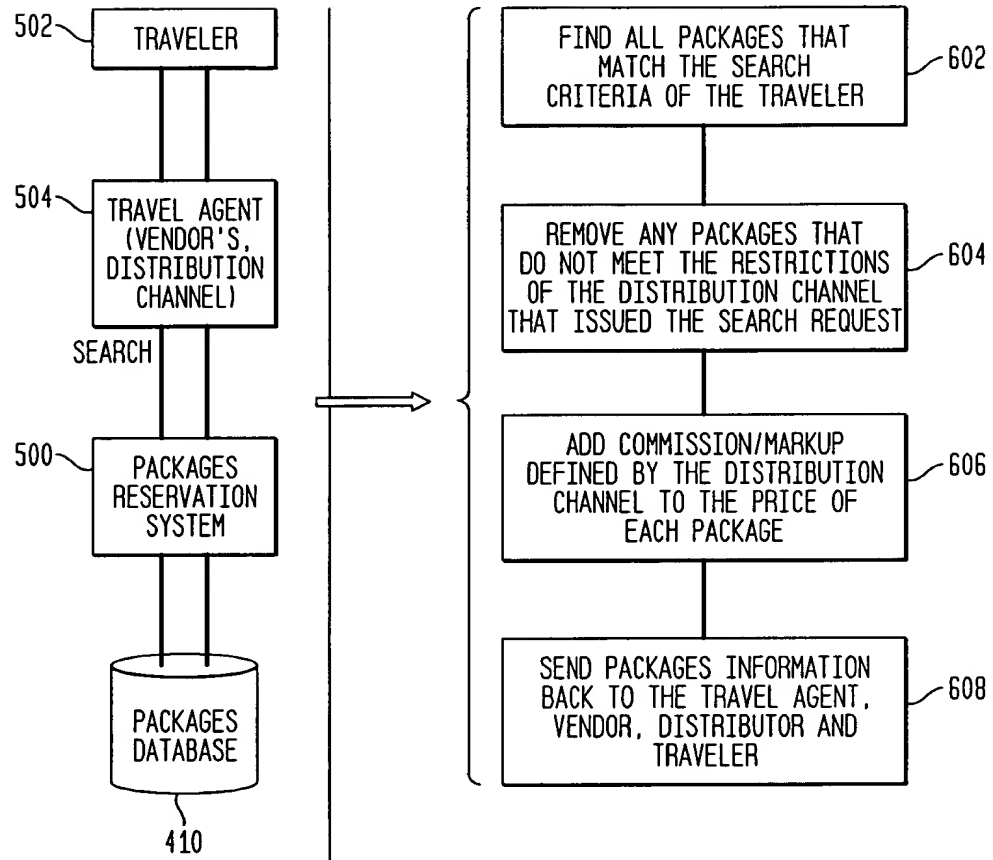 502
TRAVELER
504
TRAVEL AGENT
(VENDOR'S,
DISTRIBUTION
CHANNEL)
SEARCH
500
PACKAGES
RESERVATION
SYSTEM
PACKAGES
DATABASE
410
FIND ALL PACKAGES THAT
MATCH THE SEARCH
CRITERIA OF THE TRAVELER
602
REMOVE ANY PACKAGES THAT
DO NOT MEET THE RESTRICTIONS
OF THE DISTRIBUTION CHANNEL
THAT ISSUED THE SEARCH REQUEST
604
ADD COMMISSION/MARKUP
DEFINED BY THE DISTRIBUTION
CHANNEL TO THE PRICE OF
EACH PACKAGE
606
SEND PACKAGES INFORMATION
BACK TO THE TRAVEL AGENT,
VENDOR, DISTRIBUTOR AND
TRAVELER
608